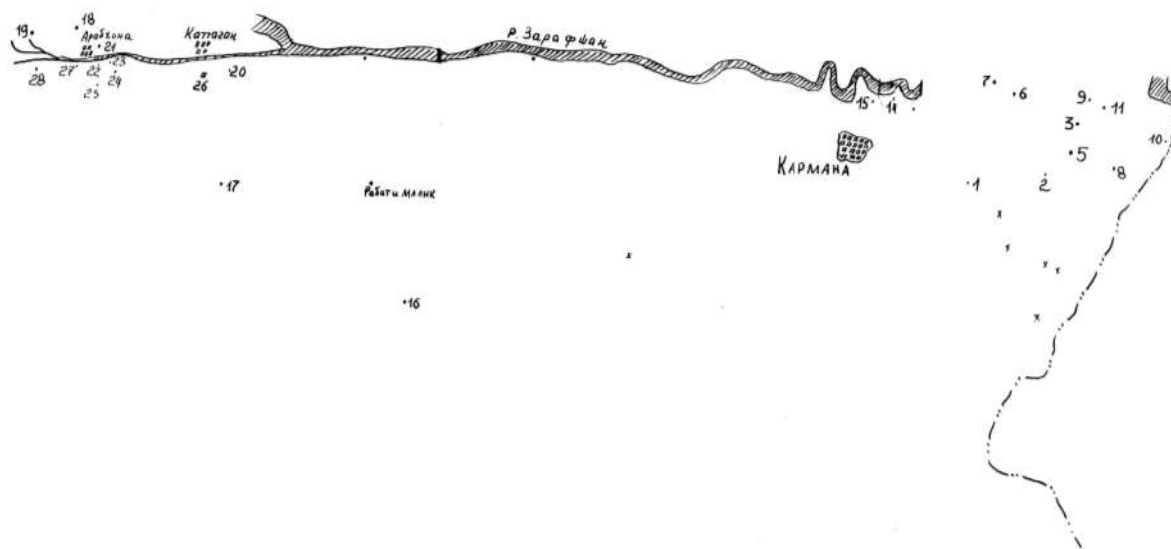 18
19
Арабхона
21
Каттаган
р. Зарафшан
28
27
22
23
24
25
26
20
15
14
7
6
9
11
3
5
10
8
КАРМАНА
17
Рабати малик
1
2
x
x
x
x
x
x
16